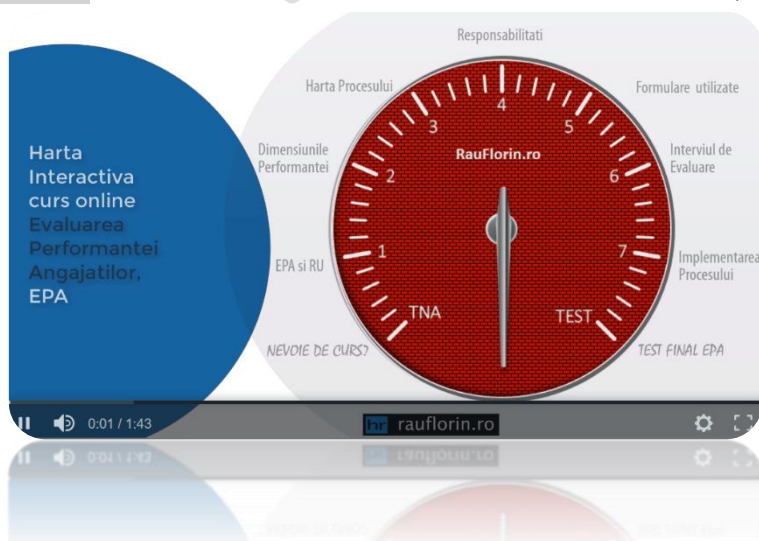 Harta
Interactiva
curs online
Evaluarea
Performantei
Angajatilor,
EPA
Responsabilitati
Harta Procesului
Formulare utilizate
Dimensiunile
Performantei
Interviul de
Evaluare
EPA si RU
Implementarea
Procesului
NEVOIE DE CURS?
TEST FINAL EPA
RauFlorin.ro
TNA
1
2
3
4
5
6
7
TEST
0:01 / 1:43
hr rauflorin.ro